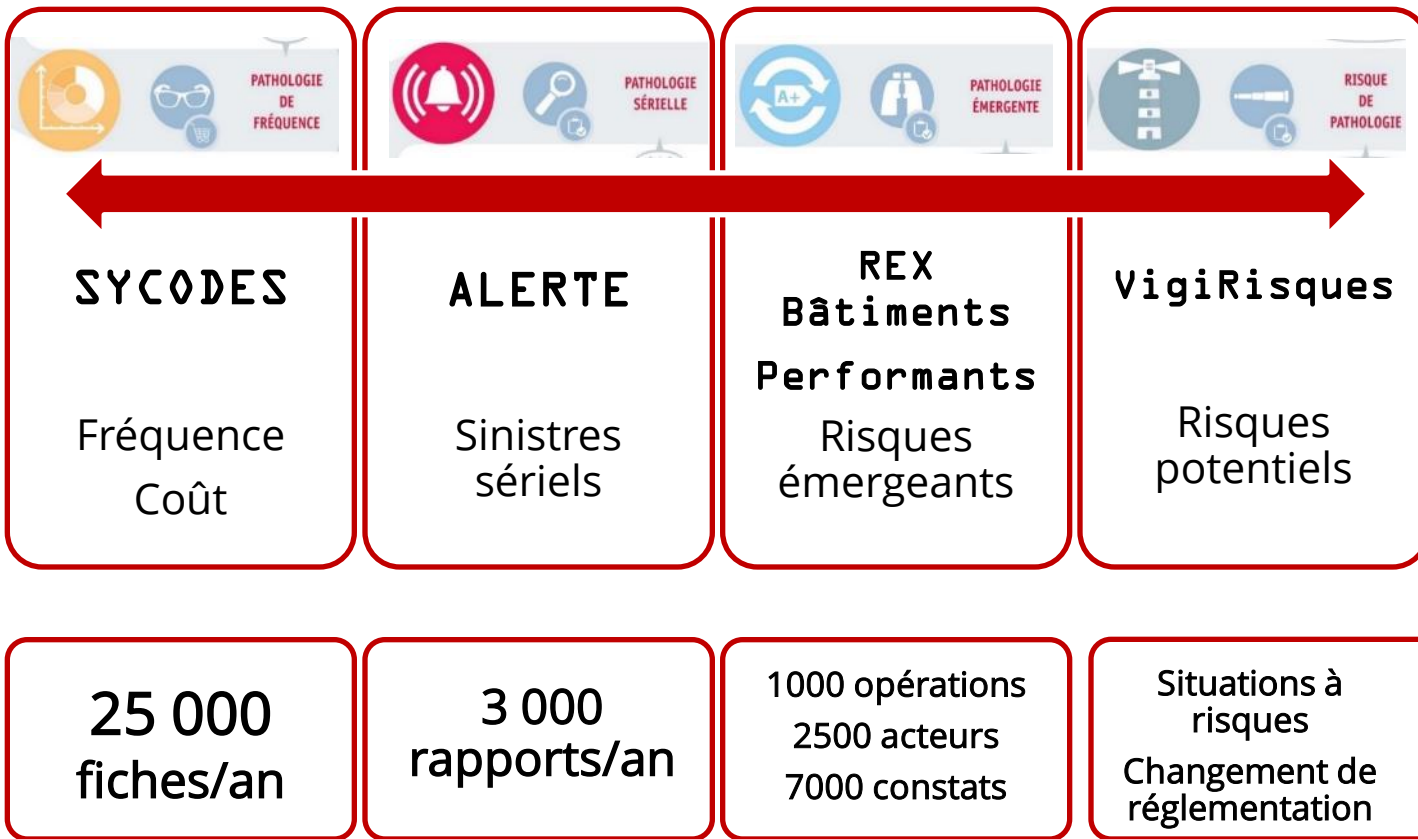 PATHOLOGIE
DE
FRÉQUENCE
PATHOLOGIE
SÉRIELLE
A+
PATHOLOGIE
ÉMERGENTE
RISQUE
DE
PATHOLOGIE
SYCODES
Fréquence
Coût
ALERTE
Sinistres
sériels
REX
Bâtiments
Performants
Risques
émergeants
VigiRisques
Risques
potentiels
25 000
fiches/an
3 000
rapports/an
1000 opérations
2500 acteurs
7000 constats
Situations à
risques
Changement de
réglementation